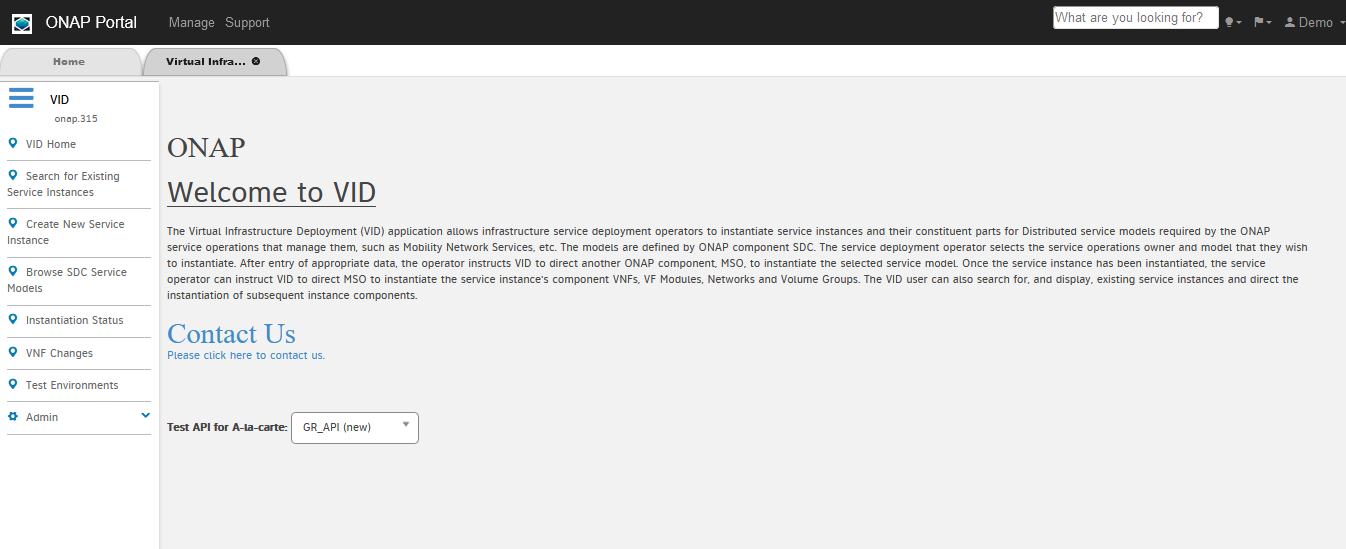 ONAP Portal Manage Support What are you looking for? Demo
Home Virtual Infra...
VID
onap.315
VID Home
Search for Existing
Service Instances
Create New Service
Instance
Browse SDC Service
Models
Instantiation Status
VNF Changes
Test Environments
Admin
ONAP
Welcome to VID
The Virtual Infrastructure Deployment (VID) application allows infrastructure service deployment operators to instantiate service instances and their constituent parts for Distributed service models required by the ONAP
service operations that manage them, such as Mobility Network Services, etc. The models are defined by ONAP component SDC. The service deployment operator selects the service operations owner and model that they wish
to instantiate. After entry of appropriate data, the operator instructs VID to direct another ONAP component, MSO, to instantiate the selected service model. Once the service instance has been instantiated, the service
operator can instruct VID to direct MSO to instantiate the service instance's component VNFs, VF Modules, Networks and Volume Groups. The VID user can also search for, and display, existing service instances and direct the
instantiation of subsequent instance components.
Contact Us
Please click here to contact us.
Test API for A-la-carte: GR_API (new)